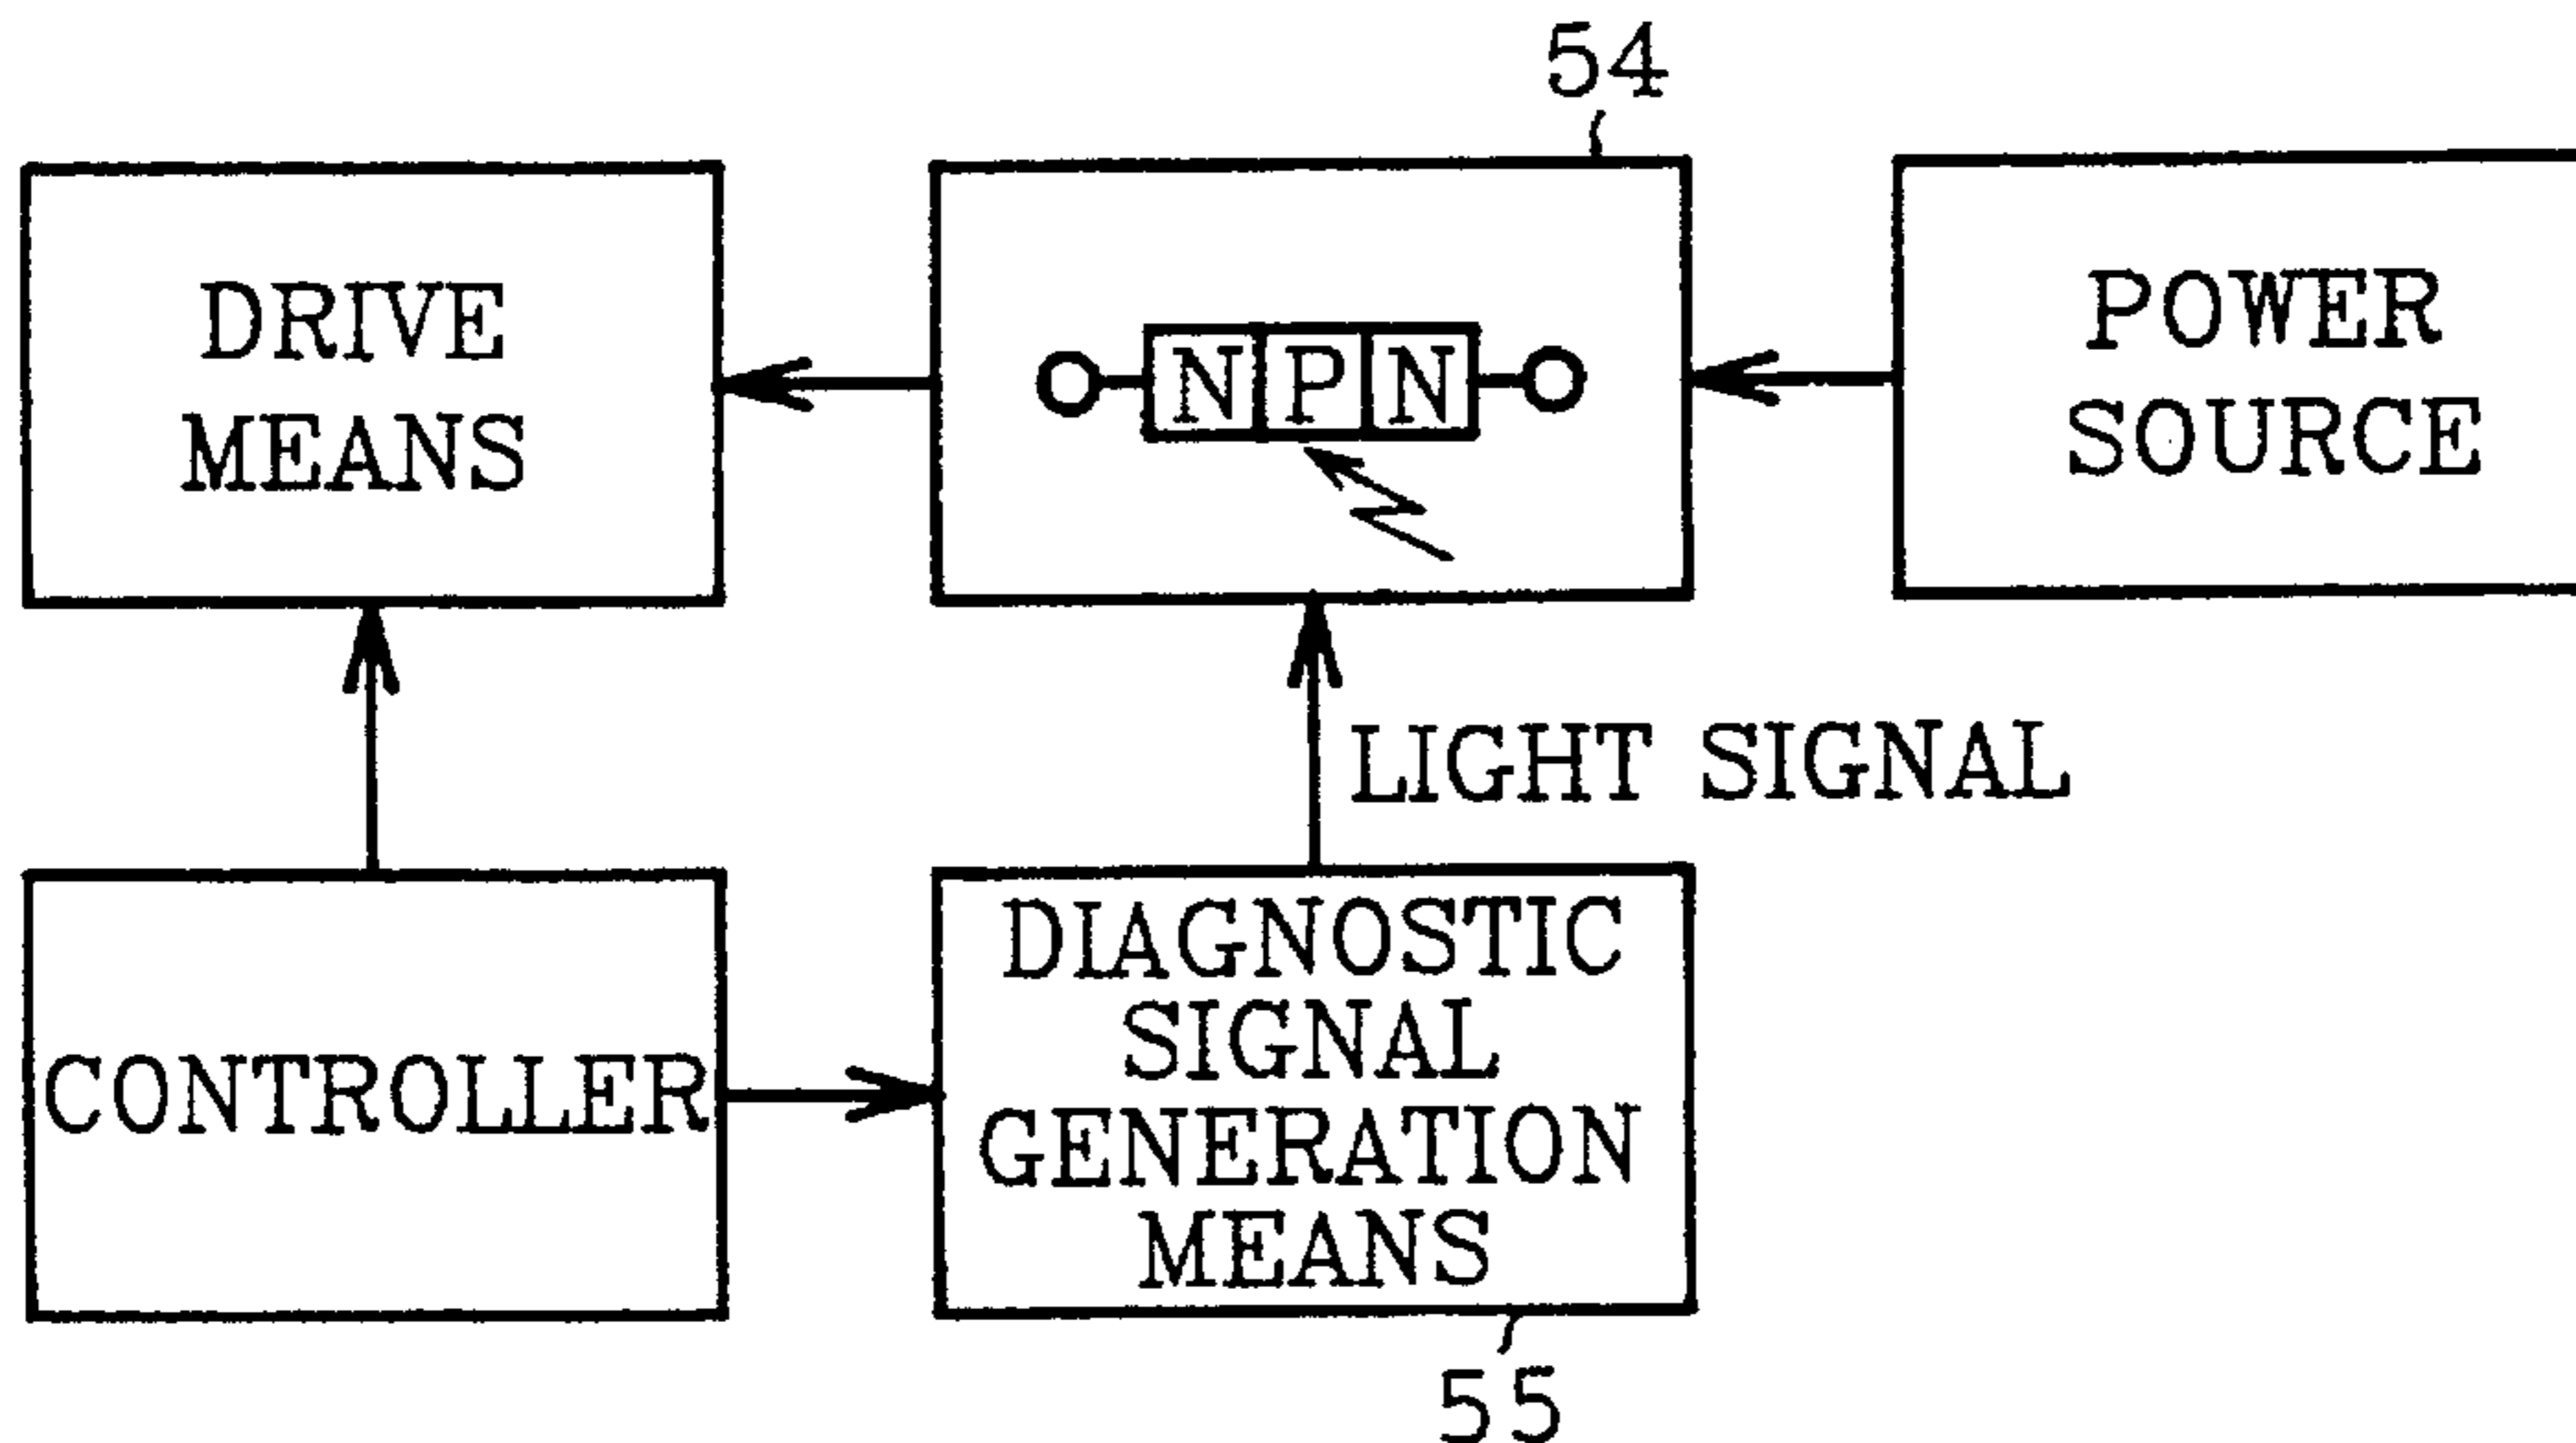 54
DRIVE
MEANS
N P N
POWER
SOURCE
LIGHT SIGNAL
CONTROLLER
DIAGNOSTIC
SIGNAL
GENERATION
MEANS
55